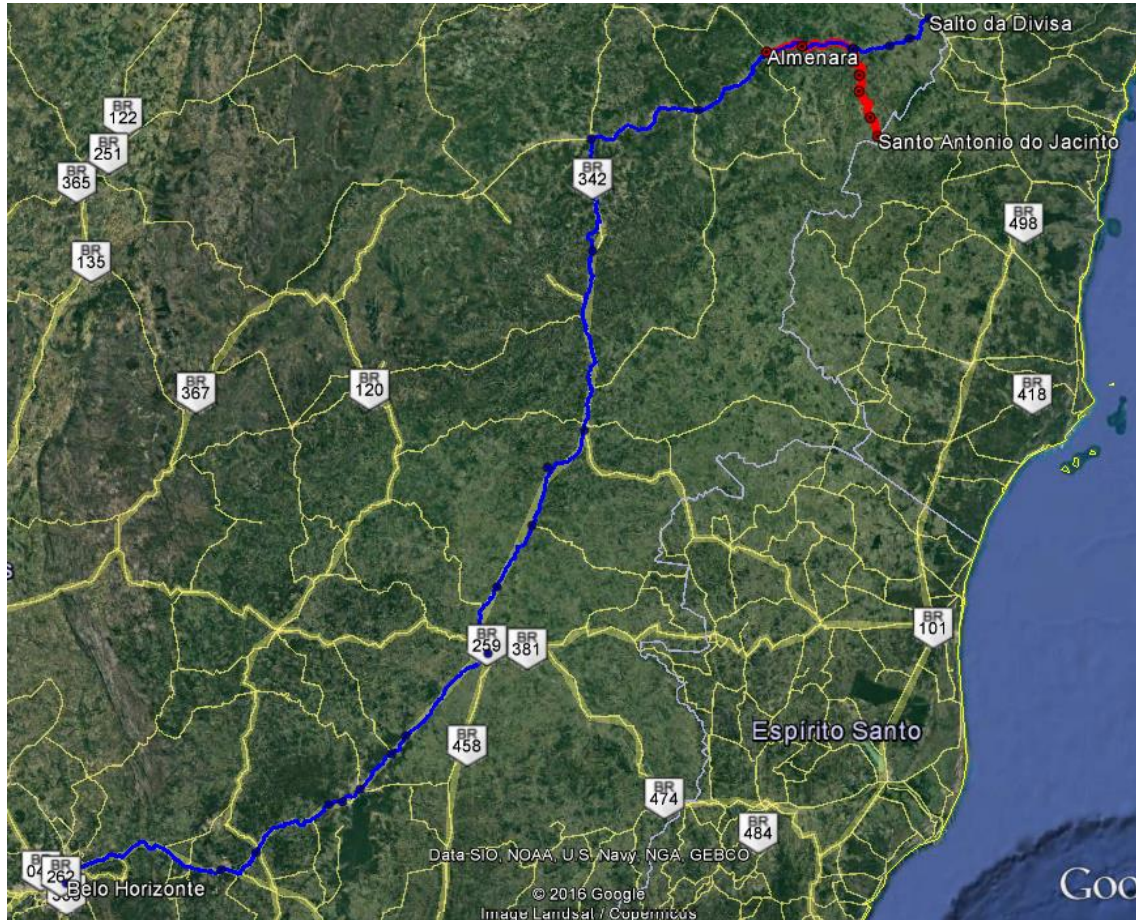 Salto da Divisa
Almenara
BR
122
BR
251
BR
365
Santo Antonio do Jacinto
BR
342
BR
498
BR
135
BR
367
BR
120
BR
418
s
BR
259
BR
381
BR
101
Espírito Santo
BR
458
BR
474
BR
484
Data SIO, NOAA, U.S. Navy, NGA, GEBCO
BR
262
Belo Horizonte
© 2016 Google
Image Landsat / Copernicus
Goo